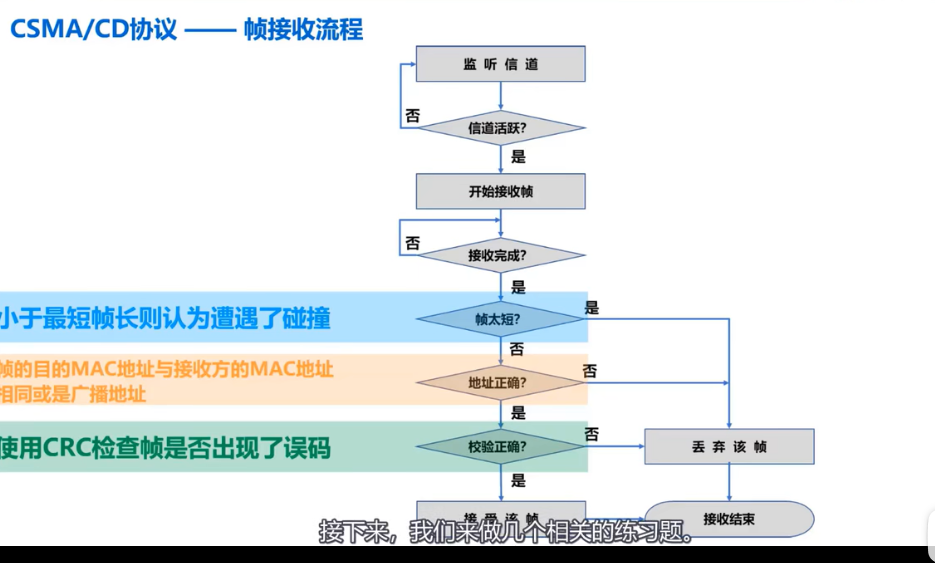 CSMA/CD协议 —— 帧接收流程
监 听 信 道
否
信道活跃?
是
开始接收帧
否
接收完成?
是
小于最短帧长则认为遭遇了碰撞
帧太短?
是
否
帧的目的MAC地址与接收方的MAC地址
相同或是广播地址
地址正确?
否
是
使用CRC检查帧是否出现了误码
校验正确?
否
丢 弃 该 帧
是
接 受 该 帧
接收结束
接下来，我们来做几个相关的练习题。